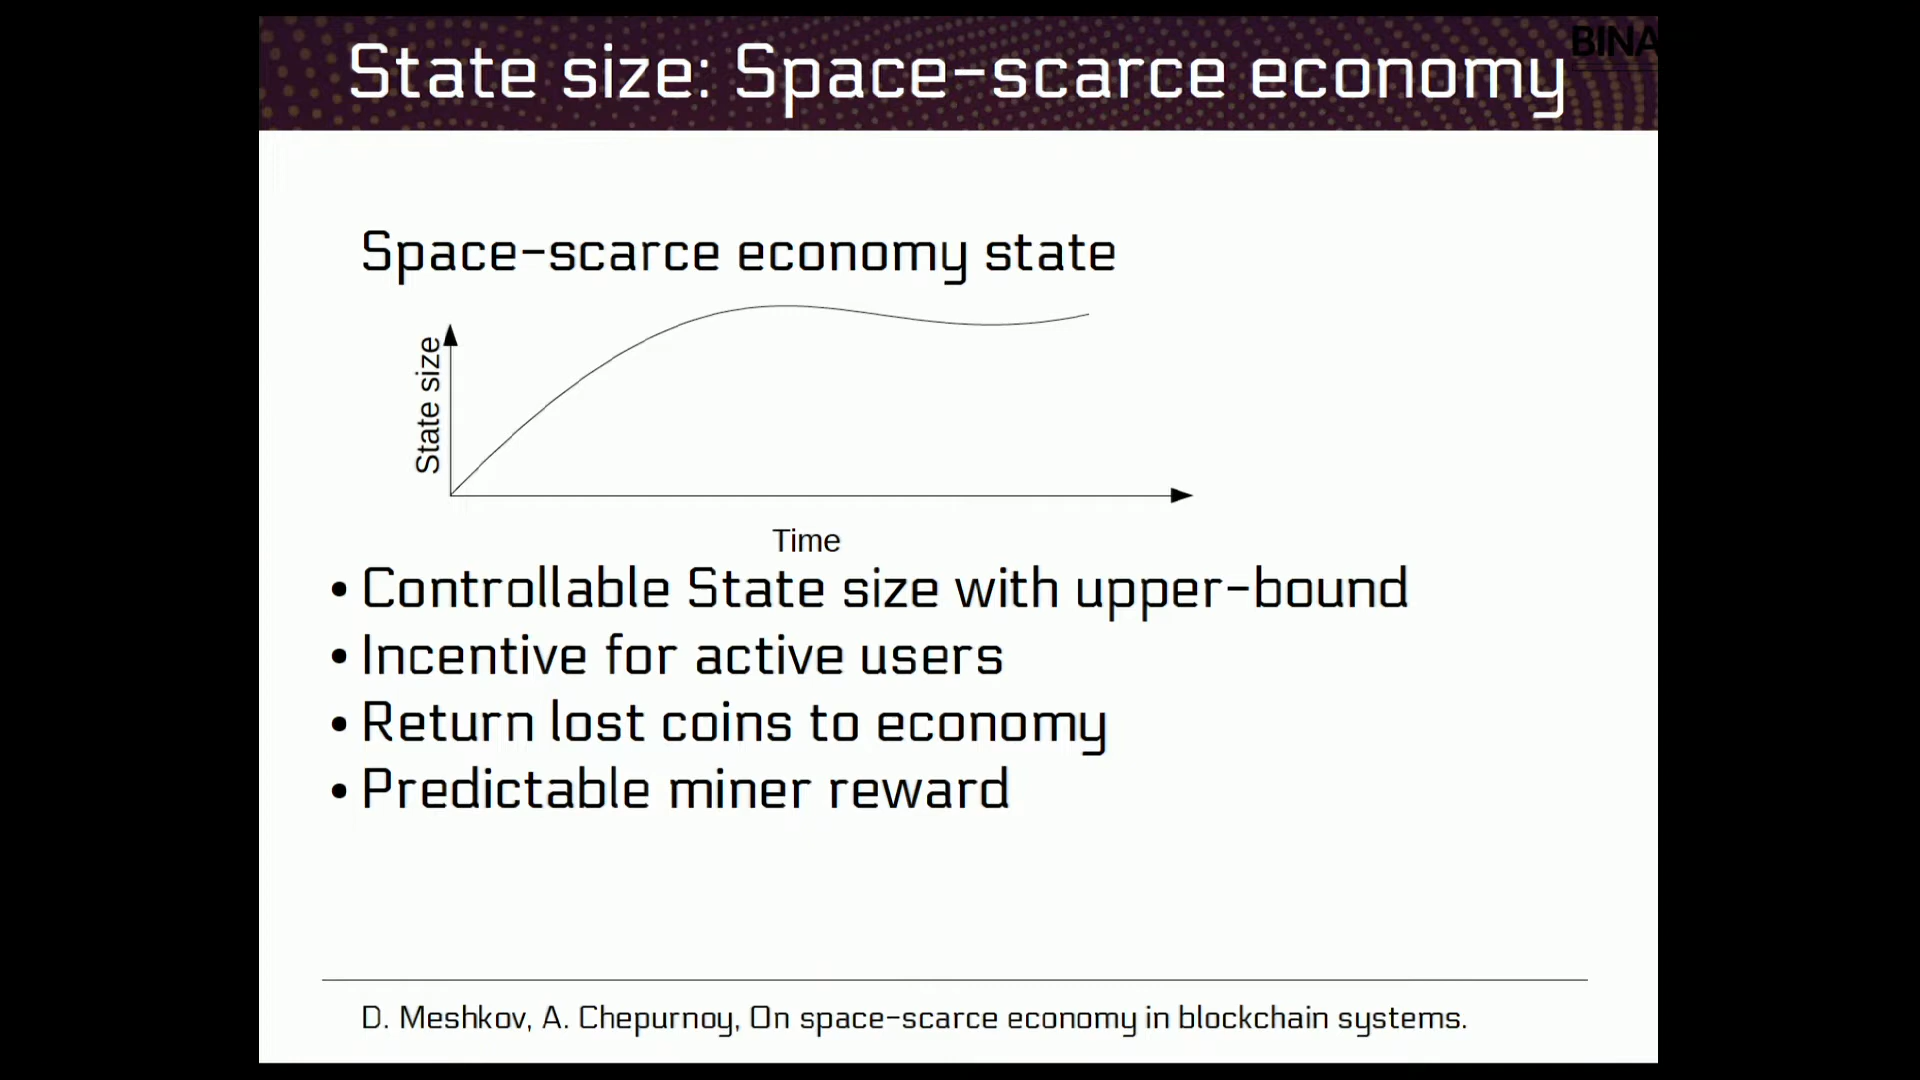 State size: Space-scarce economy
BINA
Space-scarce economy state
State size
Time
• Controllable State size with upper-bound
• Incentive for active users
• Return lost coins to economy
• Predictable miner reward
D. Meshkov, A. Chepurnoy, On space-scarce economy in blockchain systems.